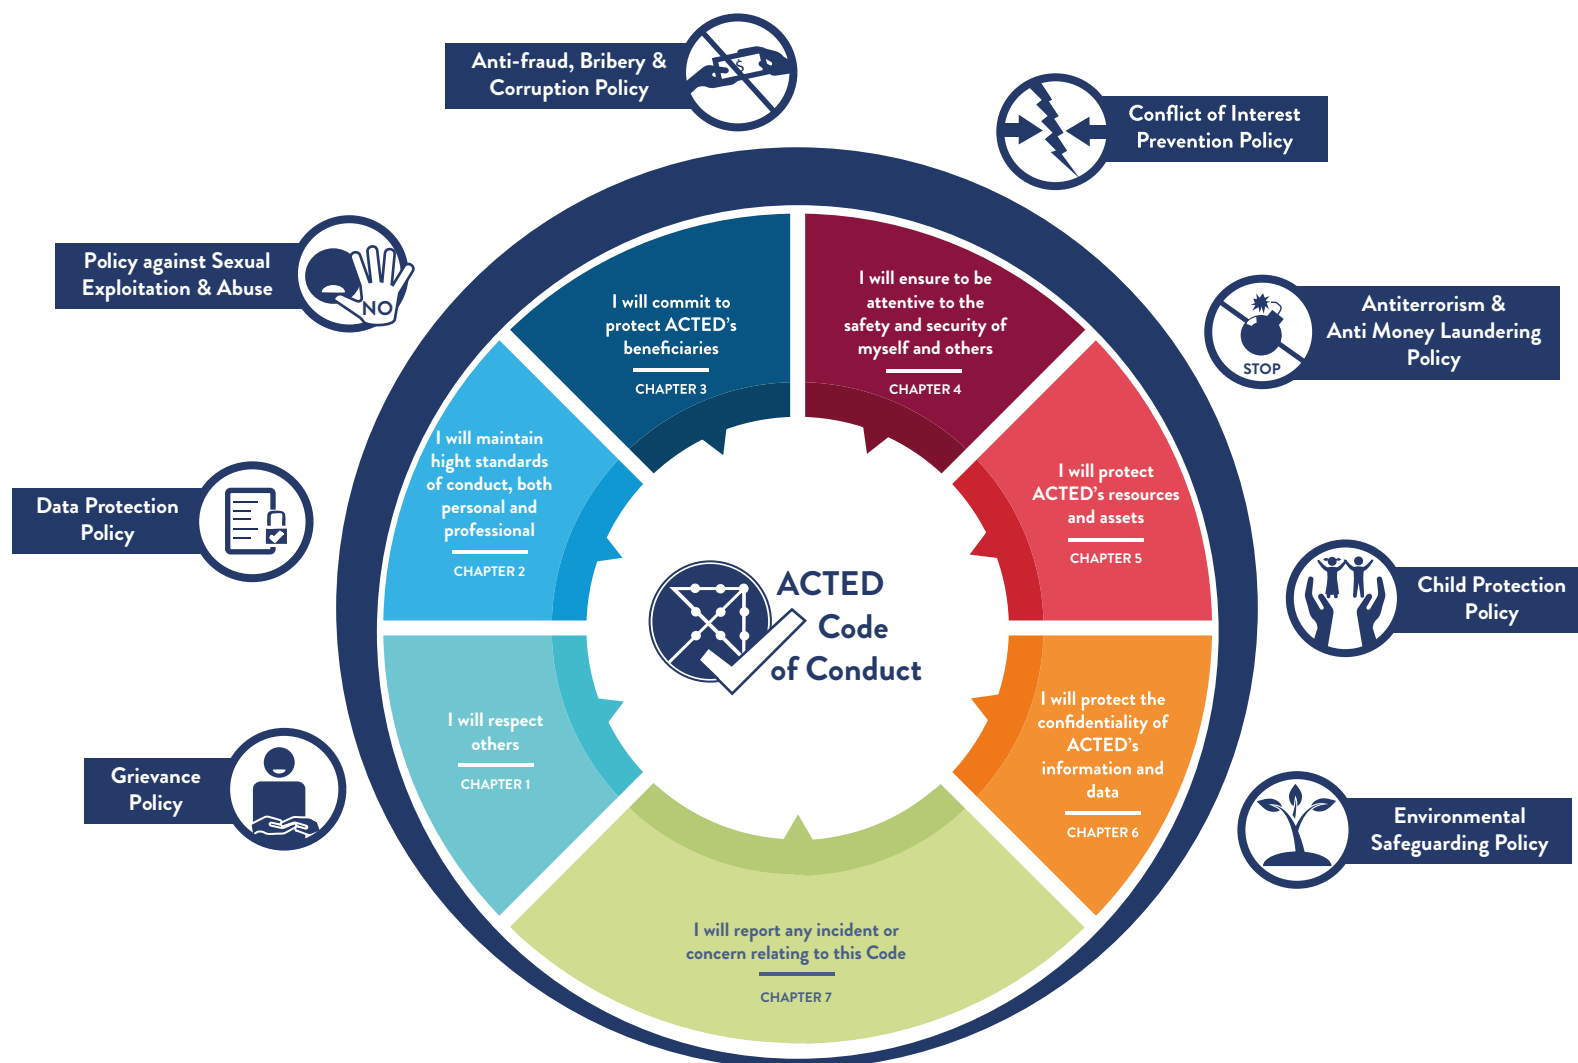 Anti-fraud, Bribery &
Corruption Policy
$
Conflict of Interest
Prevention Policy
Policy against Sexual
Exploitation & Abuse
NO
Antiterrorism &
Anti Money Laundering
Policy
STOP
Data Protection
Policy
Child Protection
Policy
Grievance
Policy
Environmental
Safeguarding Policy
I will commit to
protect ACTED’s
beneficiaries
CHAPTER 3
I will ensure to be
attentive to the
safety and security of
myself and others
CHAPTER 4
I will maintain
hight standards
of conduct, both
personal and
professional
CHAPTER 2
I will protect
ACTED’s resources
and assets
CHAPTER 5
ACTED
Code
of Conduct
I will respect
others
CHAPTER 1
I will protect the
confidentiality of
ACTED’s
information and
data
CHAPTER 6
I will report any incident or
concern relating to this Code
CHAPTER 7